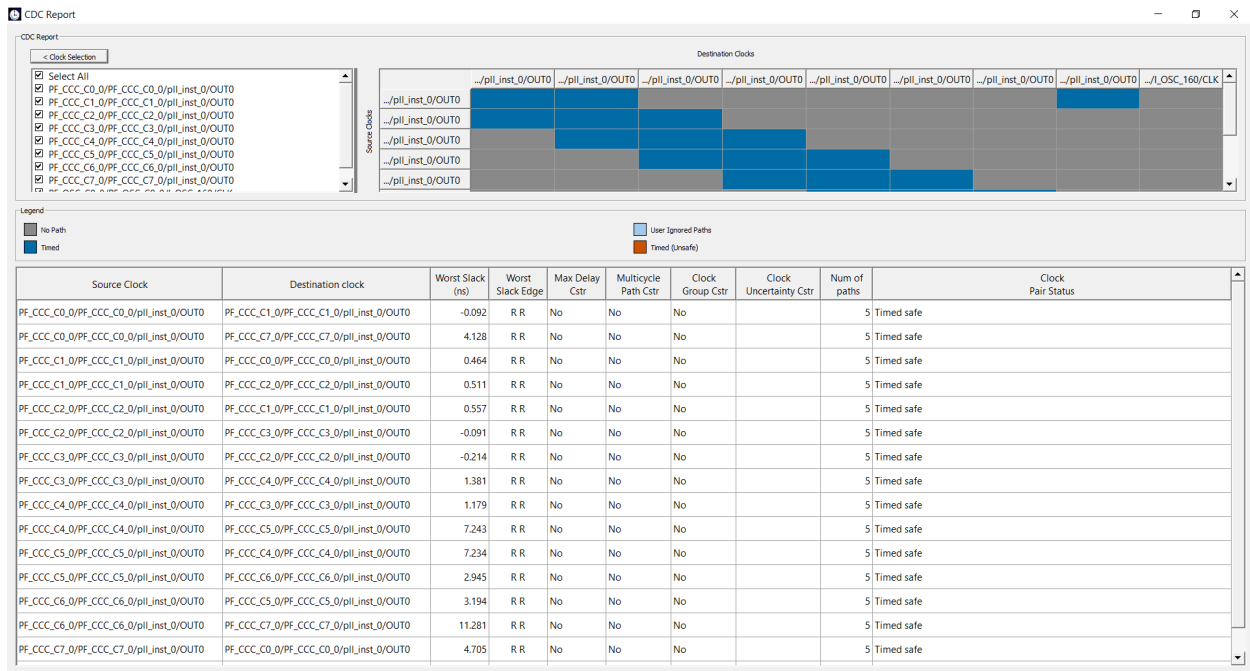 CDC Report
CDC Report
< Clock Selection
Select All
PF_CCC_C0_0/PF_CCC_C0_0/pll_inst_0/OUT0
PF_CCC_C1_0/PF_CCC_C1_0/pll_inst_0/OUT0
PF_CCC_C2_0/PF_CCC_C2_0/pll_inst_0/OUT0
PF_CCC_C3_0/PF_CCC_C3_0/pll_inst_0/OUT0
PF_CCC_C4_0/PF_CCC_C4_0/pll_inst_0/OUT0
PF_CCC_C5_0/PF_CCC_C5_0/pll_inst_0/OUT0
PF_CCC_C6_0/PF_CCC_C6_0/pll_inst_0/OUT0
PF_CCC_C7_0/PF_CCC_C7_0/pll_inst_0/OUT0
Destination Clocks
Source Clocks
.../pll_inst_0/OUT0 .../pll_inst_0/OUT0 .../pll_inst_0/OUT0 .../pll_inst_0/OUT0 .../pll_inst_0/OUT0 .../pll_inst_0/OUT0 .../pll_inst_0/OUT0 .../pll_inst_0/OUT0 .../I_OSC_160/CLK
.../pll_inst_0/OUT0
.../pll_inst_0/OUT0
.../pll_inst_0/OUT0
.../pll_inst_0/OUT0
.../pll_inst_0/OUT0
Legend
No Path
User Ignored Paths
Timed
Timed (Unsafe)
Source Clock Destination clock Worst Slack (ns) Worst Slack Edge Max Delay Cstr Multicycle Path Cstr Clock Group Cstr Clock Uncertainty Cstr Num of paths Clock Pair Status
PF_CCC_C0_0/PF_CCC_C0_0/pll_inst_0/OUT0 PF_CCC_C1_0/PF_CCC_C1_0/pll_inst_0/OUT0 -0.092 R R No No No 5 Timed safe
PF_CCC_C0_0/PF_CCC_C0_0/pll_inst_0/OUT0 PF_CCC_C7_0/PF_CCC_C7_0/pll_inst_0/OUT0 4.128 R R No No No 5 Timed safe
PF_CCC_C1_0/PF_CCC_C1_0/pll_inst_0/OUT0 PF_CCC_C0_0/PF_CCC_C0_0/pll_inst_0/OUT0 0.464 R R No No No 5 Timed safe
PF_CCC_C1_0/PF_CCC_C1_0/pll_inst_0/OUT0 PF_CCC_C2_0/PF_CCC_C2_0/pll_inst_0/OUT0 0.511 R R No No No 5 Timed safe
PF_CCC_C2_0/PF_CCC_C2_0/pll_inst_0/OUT0 PF_CCC_C1_0/PF_CCC_C1_0/pll_inst_0/OUT0 0.557 R R No No No 5 Timed safe
PF_CCC_C2_0/PF_CCC_C2_0/pll_inst_0/OUT0 PF_CCC_C3_0/PF_CCC_C3_0/pll_inst_0/OUT0 -0.091 R R No No No 5 Timed safe
PF_CCC_C3_0/PF_CCC_C3_0/pll_inst_0/OUT0 PF_CCC_C2_0/PF_CCC_C2_0/pll_inst_0/OUT0 -0.214 R R No No No 5 Timed safe
PF_CCC_C3_0/PF_CCC_C3_0/pll_inst_0/OUT0 PF_CCC_C4_0/PF_CCC_C4_0/pll_inst_0/OUT0 1.381 R R No No No 5 Timed safe
PF_CCC_C4_0/PF_CCC_C4_0/pll_inst_0/OUT0 PF_CCC_C3_0/PF_CCC_C3_0/pll_inst_0/OUT0 1.179 R R No No No 5 Timed safe
PF_CCC_C4_0/PF_CCC_C4_0/pll_inst_0/OUT0 PF_CCC_C5_0/PF_CCC_C5_0/pll_inst_0/OUT0 7.243 R R No No No 5 Timed safe
PF_CCC_C5_0/PF_CCC_C5_0/pll_inst_0/OUT0 PF_CCC_C4_0/PF_CCC_C4_0/pll_inst_0/OUT0 7.234 R R No No No 5 Timed safe
PF_CCC_C5_0/PF_CCC_C5_0/pll_inst_0/OUT0 PF_CCC_C6_0/PF_CCC_C6_0/pll_inst_0/OUT0 2.945 R R No No No 5 Timed safe
PF_CCC_C6_0/PF_CCC_C6_0/pll_inst_0/OUT0 PF_CCC_C5_0/PF_CCC_C5_0/pll_inst_0/OUT0 3.194 R R No No No 5 Timed safe
PF_CCC_C6_0/PF_CCC_C6_0/pll_inst_0/OUT0 PF_CCC_C7_0/PF_CCC_C7_0/pll_inst_0/OUT0 11.281 R R No No No 5 Timed safe
PF_CCC_C7_0/PF_CCC_C7_0/pll_inst_0/OUT0 PF_CCC_C0_0/PF_CCC_C0_0/pll_inst_0/OUT0 4.705 R R No No No 5 Timed safe